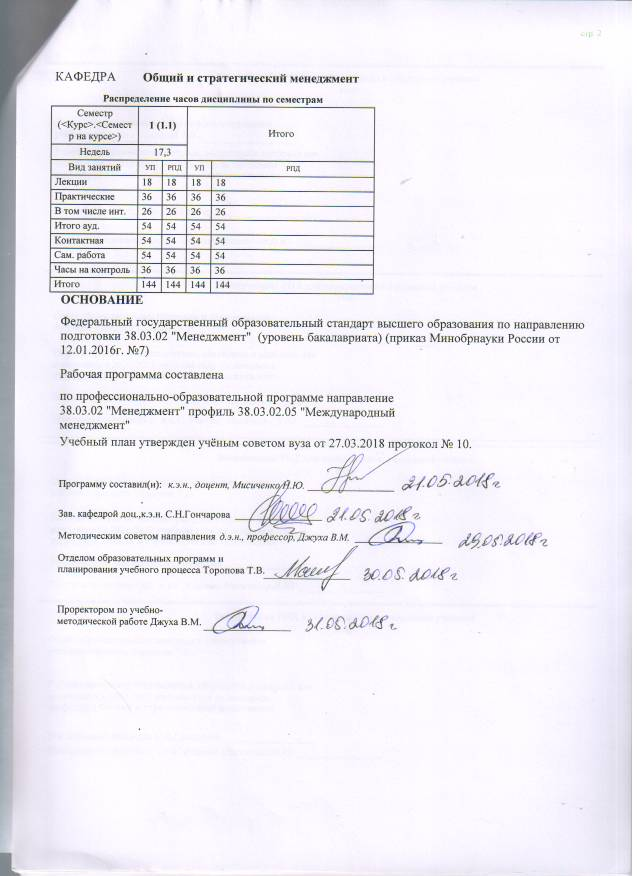 стр 2
КАФЕДРА Общий и стратегический менеджмент
Распределение часов дисциплины по семестрам
Семестр
(<Курс>.<Семест
р на курсе>) 1 (1.1) Итого
Недель 17,3
Вид занятий УП РПД УП РПД
Лекции 18 18 18 18
Практические 36 36 36 36
В том числе инт. 26 26 26 26
Итого ауд. 54 54 54 54
Контактная 54 54 54 54
Сам. работа 54 54 54 54
Часы на контроль 36 36 36 36
Итого 144 144 144 144
ОСНОВАНИЕ
Федеральный государственный образовательный стандарт высшего образования по направлению
подготовки 38.03.02 "Менеджмент" (уровень бакалавриата) (приказ Минобрнауки России от
12.01.2016г. №7)
Рабочая программа составлена
по профессионально-образовательной программе направление
38.03.02 "Менеджмент" профиль 38.03.02.05 "Международный
менеджмент"
Учебный план утвержден учёным советом вуза от 27.03.2018 протокол № 10.
Программу составил(и): к.э.н., доцент, Мисиченко Н.Ю. 21.05.2018 г
Зав. кафедрой доц.,к.э.н. С.Н.Гончарова 21.05.2018 г
Методическим советом направления д.э.н., профессор, Джуха В.М. 29.05.2018 г
Отделом образовательных программ и
планирования учебного процесса Торопова Т.В. 30.05.2018 г
Проректором по учебно-
методической работе Джуха В.М. 31.05.2018 г